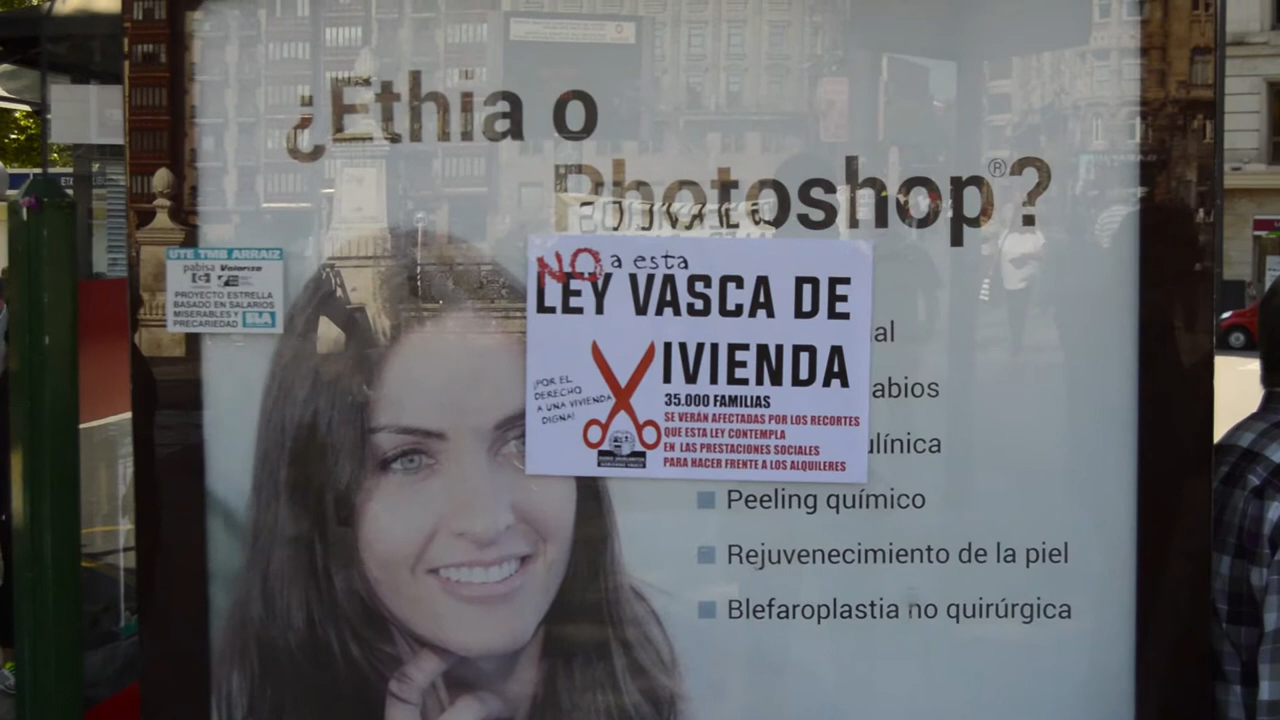 ¿Ethia o
Photoshop®?
UTE TMB ARRAIZ
pabisa Valoriza
PROYECTO ESTRELLA
BASADO EN SALARIOS
MISERABLES Y
PRECARIEDAD ELA
NO a esta
LEY VASCA DE
VIVIENDA
¡POR EL
DERECHO
A UNA VIVIENDA
DIGNA!
35.000 FAMILIAS
SE VERÁN AFECTADAS POR LOS RECORTES
QUE ESTA LEY CONTEMPLA
EN LAS PRESTACIONES SOCIALES
PARA HACER FRENTE A LOS ALQUILERES
al
abios
ulínica
Peeling químico
Rejuvenecimiento de la piel
Blefaroplastia no quirúrgica